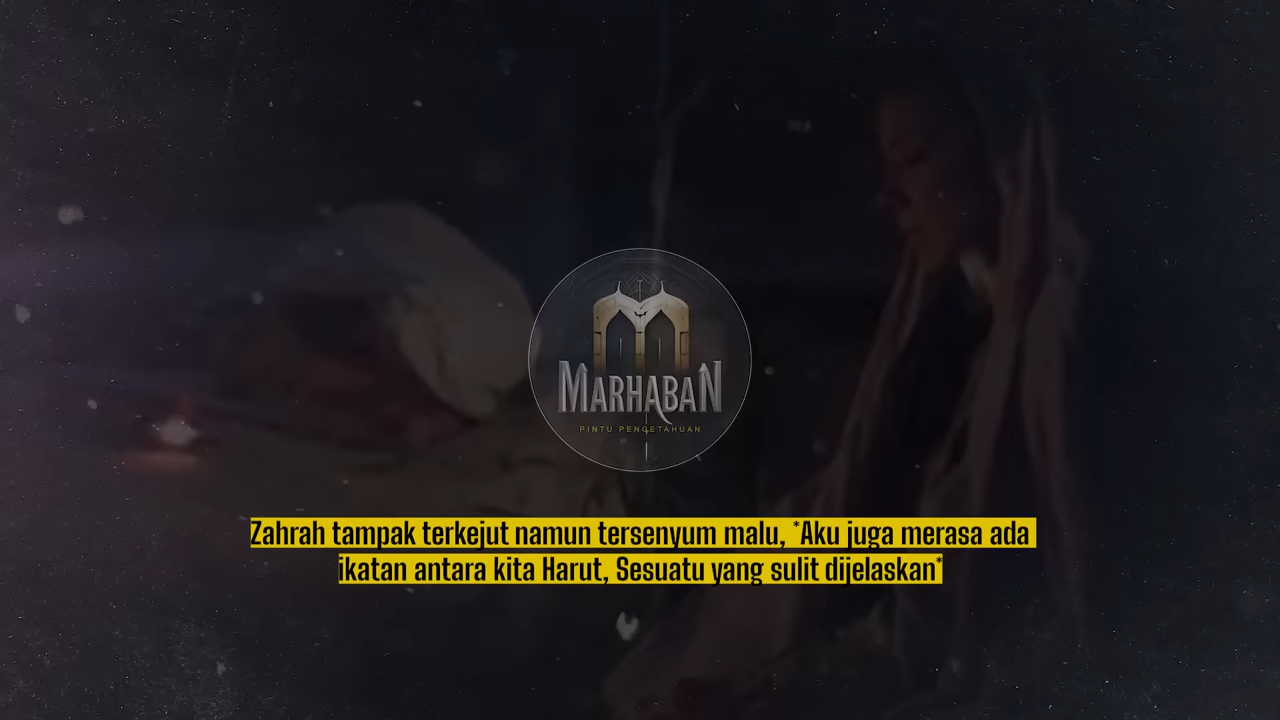 MARHABAN
PINTU PENGETAHUAN
Zahrah tampak terkejut namun tersenyum malu, "Aku juga merasa ada
ikatan antara kita Harut, Sesuatu yang sulit dijelaskan"